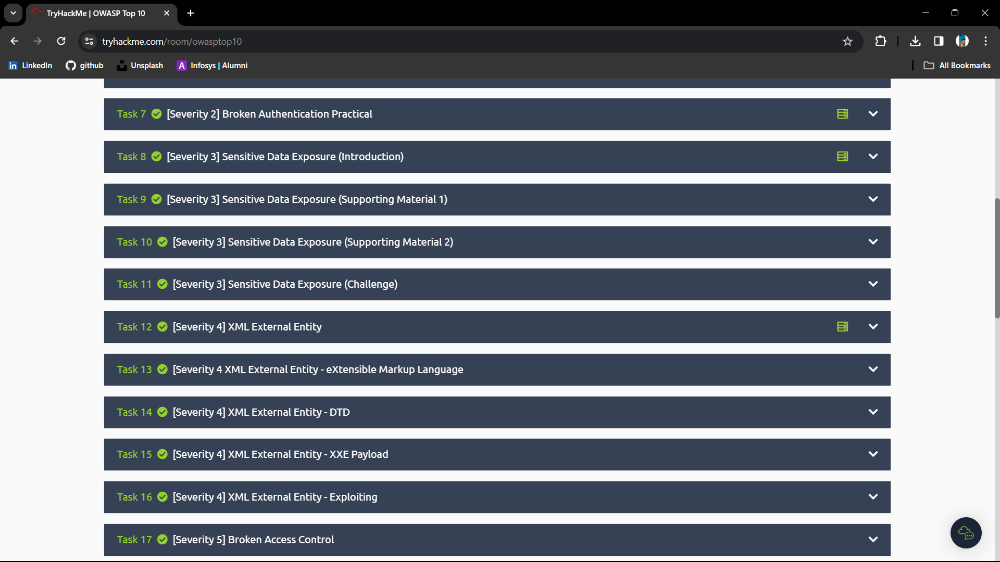 TryHackMe | OWASP Top 10
tryhackme.com/room/owasptop10
LinkedIn github Unsplash A Infosys | Alumni All Bookmarks
Task 7 [Severity 2] Broken Authentication Practical
Task 8 [Severity 3] Sensitive Data Exposure (Introduction)
Task 9 [Severity 3] Sensitive Data Exposure (Supporting Material 1)
Task 10 [Severity 3] Sensitive Data Exposure (Supporting Material 2)
Task 11 [Severity 3] Sensitive Data Exposure (Challenge)
Task 12 [Severity 4] XML External Entity
Task 13 [Severity 4 XML External Entity - eXtensible Markup Language
Task 14 [Severity 4] XML External Entity - DTD
Task 15 [Severity 4] XML External Entity - XXE Payload
Task 16 [Severity 4] XML External Entity - Exploiting
Task 17 [Severity 5] Broken Access Control